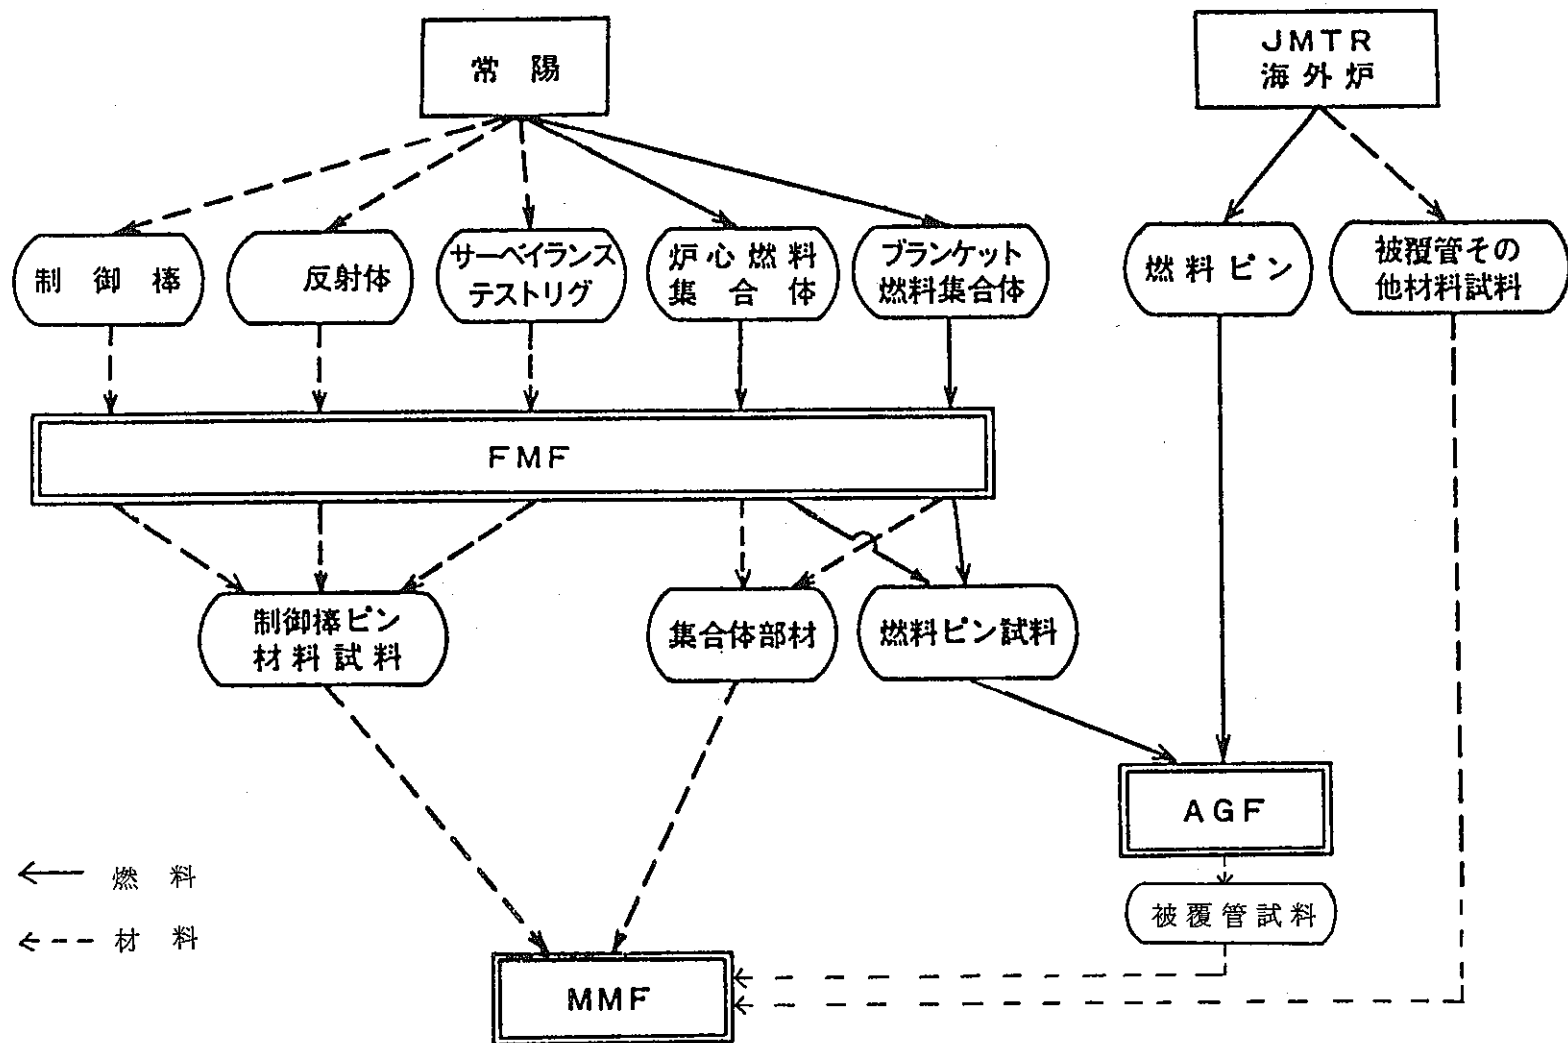 常陽
JMTR
海外炉
制御棒
反射体
サーベイランス
テストリグ
炉心燃料
集合体
ブランケット
燃料集合体
燃料ピン
被覆管その
他材料試料
FMF
制御棒ピン
材料試料
集合体部材
燃料ピン試料
AGF
被覆管試料
燃料
材料
MMF